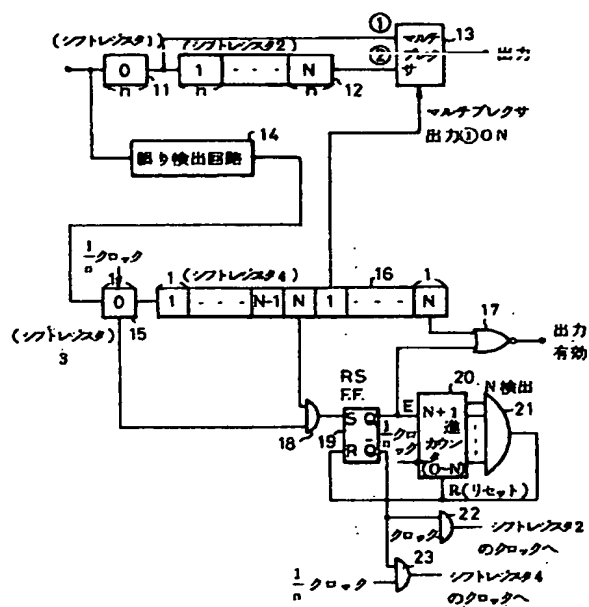 ①
(シフトレジスタ1)
(シフトレジスタ2)
マルチ
プレク
サ
13
②
出力
0
1 - - - N
n
11
n
n
12
マルチプレクサ
出力①ON
14
誤り検出回路
1/n クロック
1
1
(シフトレジスタ4)
16
1
0
1 - - - N-1 N 1 - - - N
17
(シフトレジスタ
3
15
出力
有効
RS
F.F.
20
N検出
E
21
18
S Q
19
R Q̅
1/n クロック
N+1
進
カウンタ
(0~N)
R(リセット)
22
クロック
シフトレジスタ2
のクロックへ
23
1/n クロック
シフトレジスタ4
のクロックへ